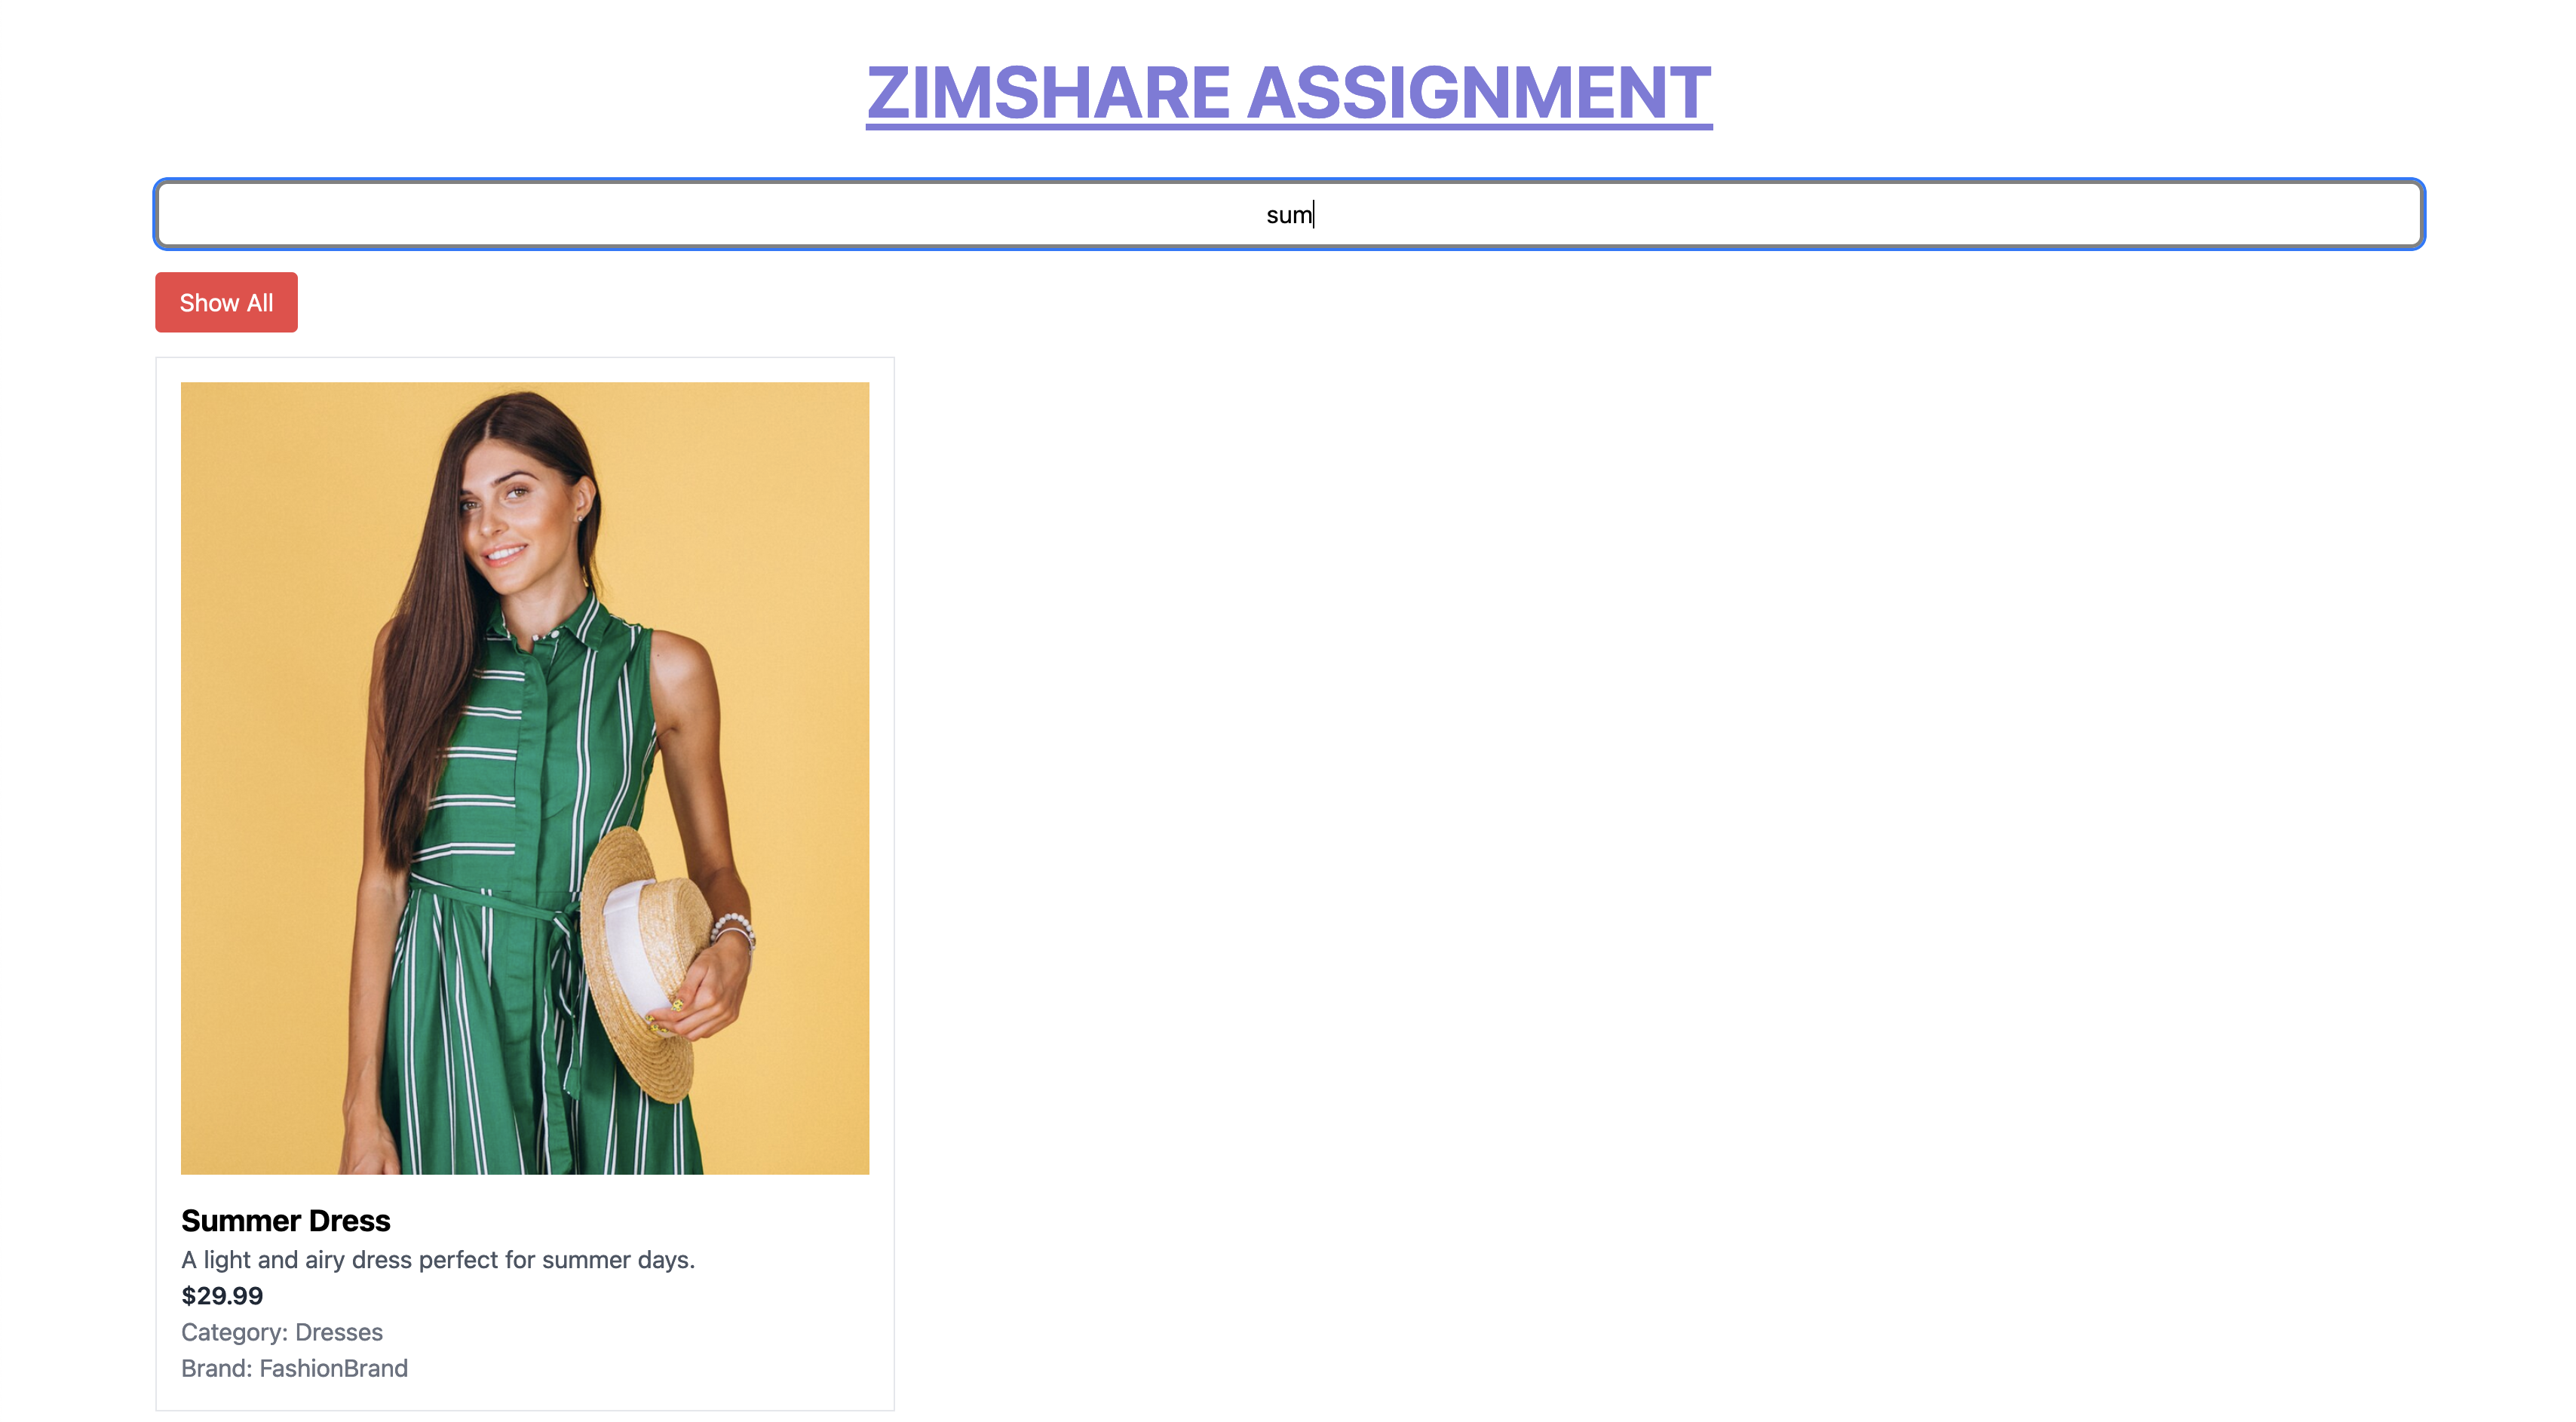 ZIMSHARE ASSIGNMENT
sum
Show All
Summer Dress
A light and airy dress perfect for summer days.
$29.99
Category: Dresses
Brand: FashionBrand